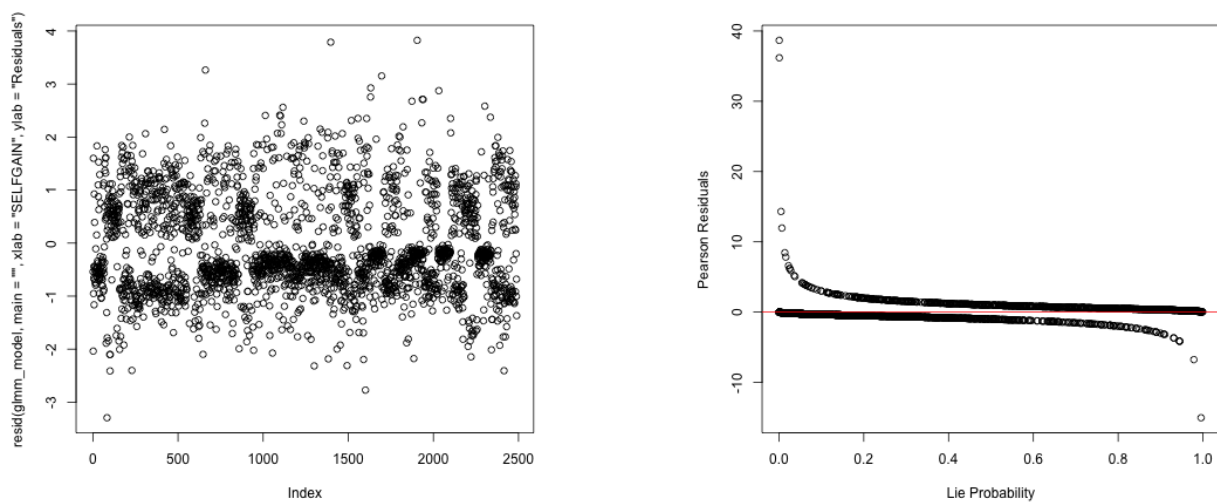 resid(glmm_model, main = "", xlab = "SELFGAIN", ylab = "Residuals")
4
3
2
1
0
-1
-2
-3
0 500 1000 1500 2000 2500
Index
Pearson Residuals
40
30
20
10
0
-10
0.0 0.2 0.4 0.6 0.8 1.0
Lie Probability